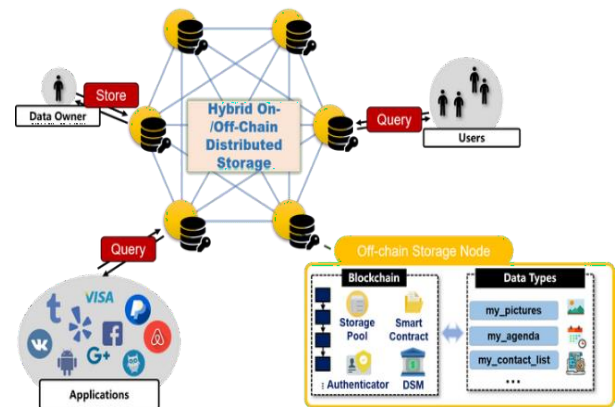 Store
Data Owner
Hybrid On-
/Off-Chain
Distributed
Storage
Query
Users
Query
VISA
G+
Applications
Off-chain Storage Node
Blockchain
Storage
Pool
Smart
Contract
Authenticator
DSM
Data Types
my_pictures
my_agenda
my_contact_list
...